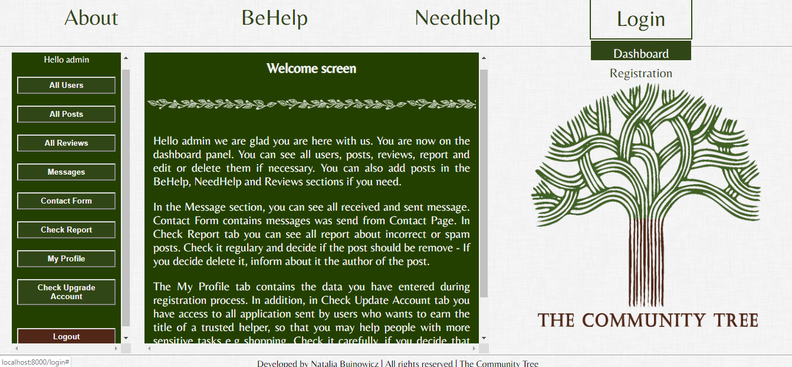 About
BeHelp
Needhelp
Login
Dashboard
Registration
Hello admin
All Users
All Posts
All Reviews
Messages
Contact Form
Check Report
My Profile
Check Upgrade
Account
Logout
Welcome screen
Hello admin we are glad you are here with us. You are now on the
dashboard panel. You can see all users, posts, reviews, report and
edit or delete them if necessary. You can also add posts in the
BeHelp, NeedHelp and Reviews sections if you need.
In the Message section, you can see all received and sent message.
Contact Form contains messages was send from Contact Page. In
Check Report tab you can see all report about incorrect or spam
posts. Check it regulary and decide if the post should be remove - If
you decide delete it, inform about it the author of the post.
The My Profile tab contains the data you have entered during
registration process. In addition, in Check Update Account tab you
have access to all application sent by users who wants to earn the
title of a trusted helper, so that you may help people with more
sensitive tasks e.g shopping. Check it carefully, if you decide that
THE COMMUNITY TREE
localhost:8000/login#
Developed by Natalia Bujnowicz | All rights reserved | The Community Tree